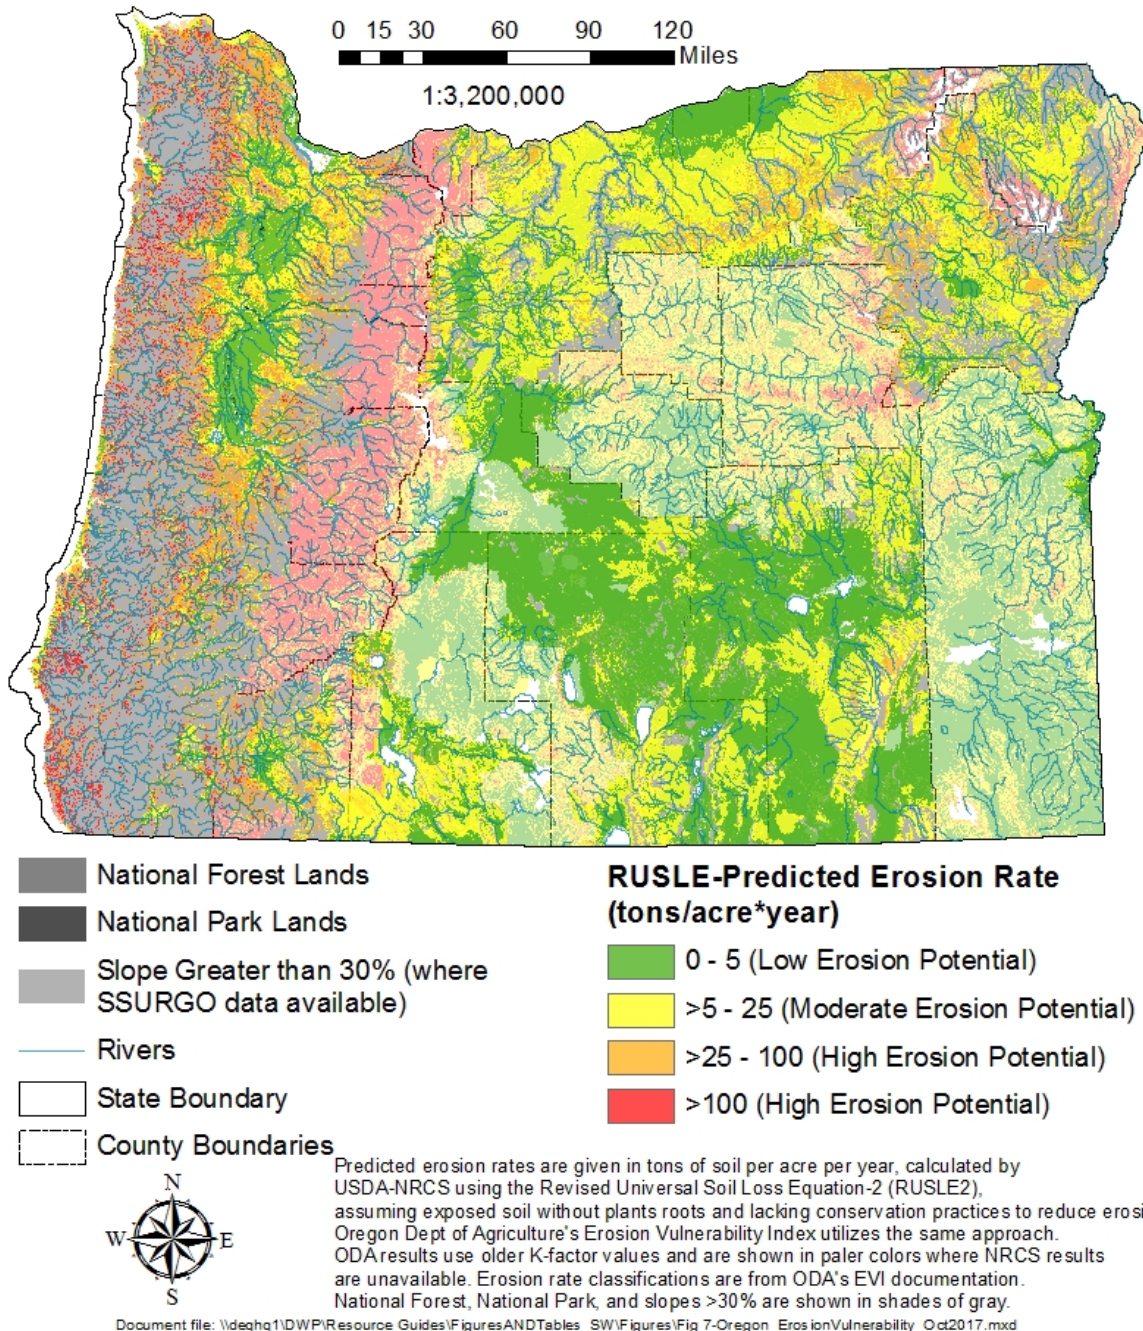 0 15 30 60 90 120
Miles
1:3,200,000
National Forest Lands
National Park Lands
Slope Greater than 30% (where
SSURGO data available)
Rivers
State Boundary
County Boundaries
RUSLE-Predicted Erosion Rate
(tons/acre*year)
0 - 5 (Low Erosion Potential)
>5 - 25 (Moderate Erosion Potential)
>25 - 100 (High Erosion Potential)
>100 (High Erosion Potential)
N
W E
S
Predicted erosion rates are given in tons of soil per acre per year, calculated by
USDA-NRCS using the Revised Universal Soil Loss Equation-2 (RUSLE2),
assuming exposed soil without plants roots and lacking conservation practices to reduce erosi
Oregon Dept of Agriculture's Erosion Vulnerability Index utilizes the same approach.
ODA results use older K-factor values and are shown in paler colors where NRCS results
are unavailable. Erosion rate classifications are from ODA's EVI documentation.
National Forest, National Park, and slopes >30% are shown in shades of gray.
Document file: \\deqhq1\DWP\Resource Guides\FiguresANDTables_SW\Figures\Fig 7-Oregon_ErosionVulnerability_Oct2017.mxd